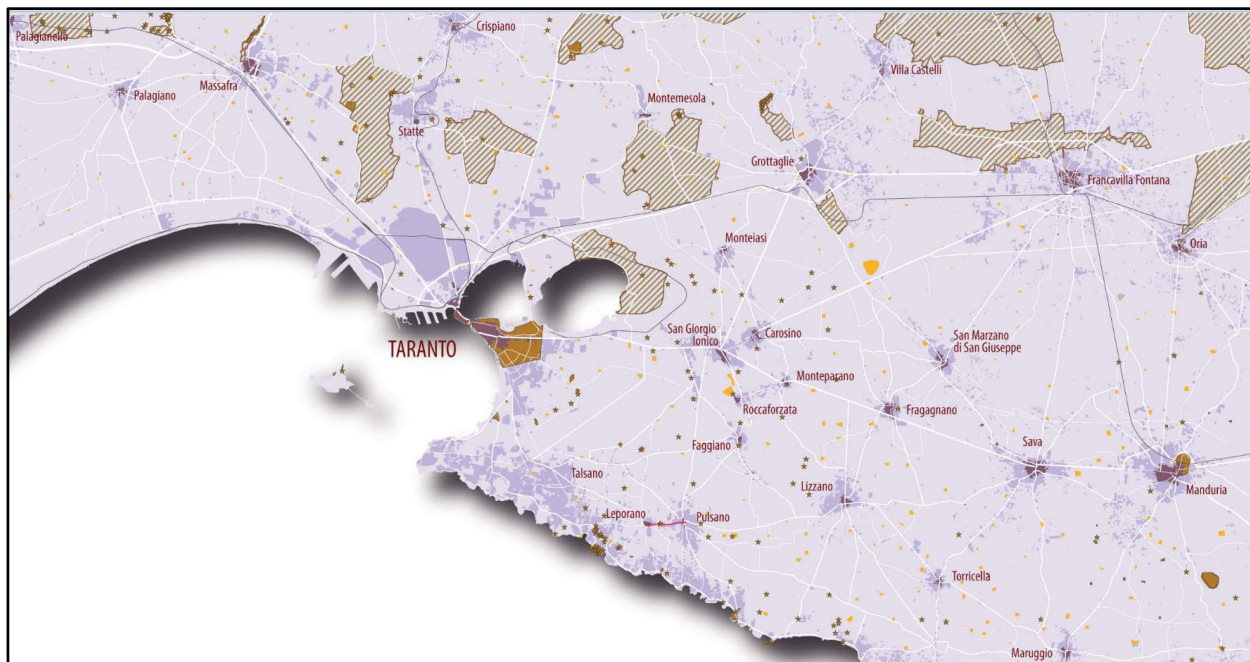 Crispiano
Palagianello
Villa Castelli
Massafra
Palagiano
Montemesola
Statte
Grottaglie
Francavilla Fontana
Monteiasi
Oria
San Giorgio
Ionico
Carosino
San Marzano
di San Giuseppe
TARANTO
Monteparano
Roccaforzata
Fragagnano
Faggiano
Sava
Talsano
Lizzano
Manduria
Leporano
Pulsano
Torricella
Maruggio